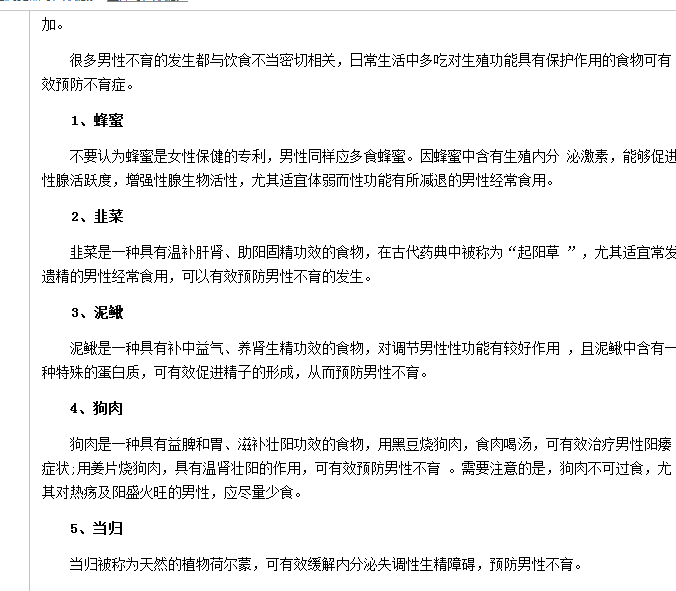 加。
很多男性不育的发生都与饮食不当密切相关，日常生活中多吃对生殖功能具有保护作用的食物可有
效预防不育症。
1、蜂蜜
不要认为蜂蜜是女性保健的专利，男性同样应多食蜂蜜。因蜂蜜中含有生殖内分 泌激素，能够促进
性腺活跃度，增强性腺生物活性，尤其适宜体弱而性功能有所减退的男性经常食用。
2、韭菜
韭菜是一种具有温补肝肾、助阳固精功效的食物，在古代药典中被称为“起阳草 ”，尤其适宜常发
遗精的男性经常食用，可以有效预防男性不育的发生。
3、泥鳅
泥鳅是一种具有补中益气、养肾生精功效的食物，对调节男性性功能有较好作用 ，且泥鳅中含有一
种特殊的蛋白质，可有效促进精子的形成，从而预防男性不育。
4、狗肉
狗肉是一种具有益脾和胃、滋补壮阳功效的食物，用黑豆烧狗肉，食肉喝汤，可有效治疗男性阳痿
症状;用姜片烧狗肉，具有温肾壮阳的作用，可有效预防男性不育 。需要注意的是，狗肉不可过食，尤
其对热疡及阳盛火旺的男性，应尽量少食。
5、当归
当归被称为天然的植物荷尔蒙，可有效缓解内分泌失调性生精障碍，预防男性不育。